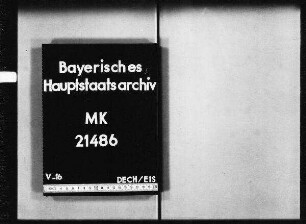 Bayerisches
Hauptstaatsarchiv
MK
21486
V-16 DECH/EIS